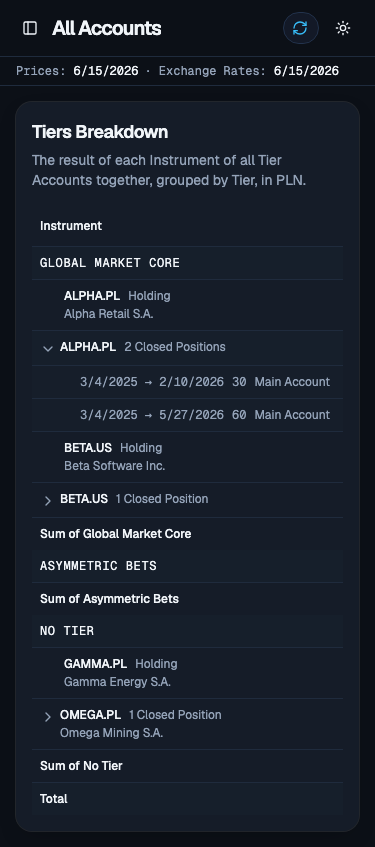 All Accounts
Prices: 6/15/2026 · Exchange Rates: 6/15/2026
Tiers Breakdown
The result of each Instrument of all Tier
Accounts together, grouped by Tier, in PLN.
Instrument
GLOBAL MARKET CORE
ALPHA.PL Holding
Alpha Retail S.A.
ALPHA.PL 2 Closed Positions
3/4/2025 → 2/10/2026 30 Main Account
3/4/2025 → 5/27/2026 60 Main Account
BETA.US Holding
Beta Software Inc.
BETA.US 1 Closed Position
Sum of Global Market Core
ASYMMETRIC BETS
Sum of Asymmetric Bets
NO TIER
GAMMA.PL Holding
Gamma Energy S.A.
OMEGA.PL 1 Closed Position
Omega Mining S.A.
Sum of No Tier
Total